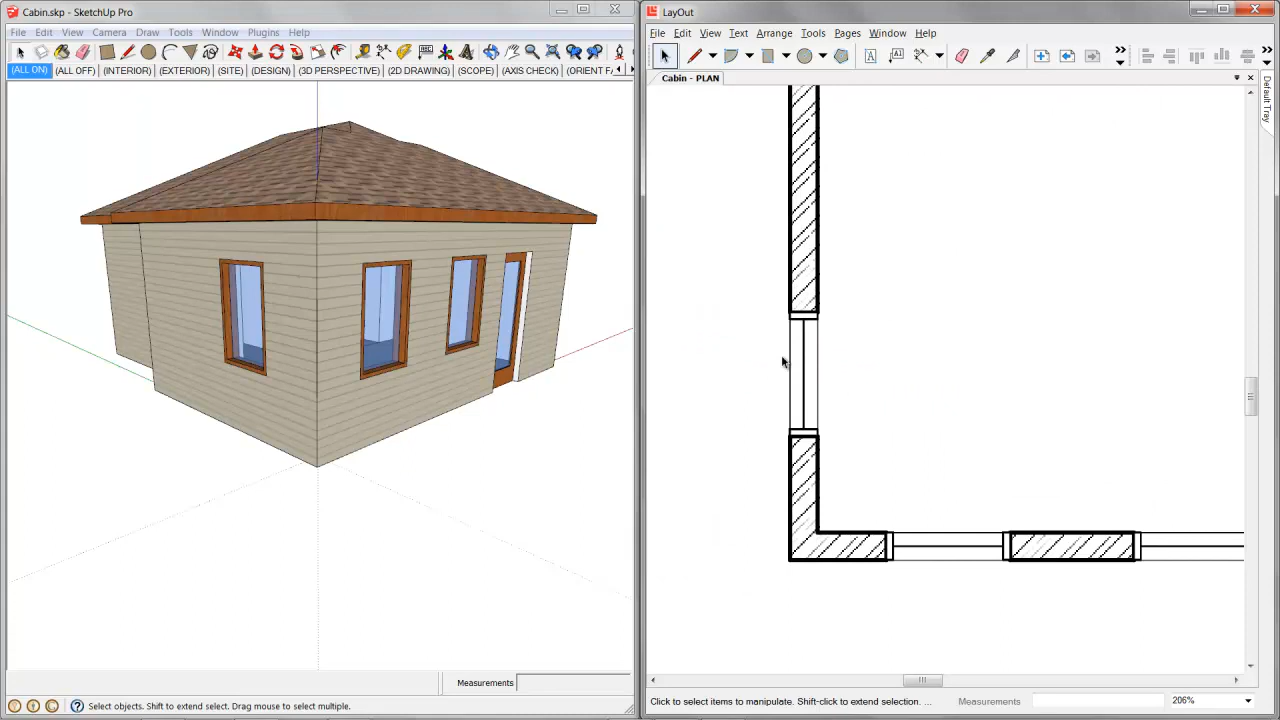 Cabin.skp - SketchUp Pro
File Edit View Camera Draw Tools Window Plugins Help
(ALL ON) (ALL OFF) (INTERIOR) (EXTERIOR) (SITE) (DESIGN) (3D PERSPECTIVE) (2D DRAWING) (SCOPE) (AXIS CHECK) (ORIENT FA
Measurements
Select objects. Shift to extend select. Drag mouse to select multiple.
LayOut
File Edit View Text Arrange Tools Pages Window Help
Cabin - PLAN
Default Tray
Click to select items to manipulate. Shift-click to extend selection. ... Measurements 206%